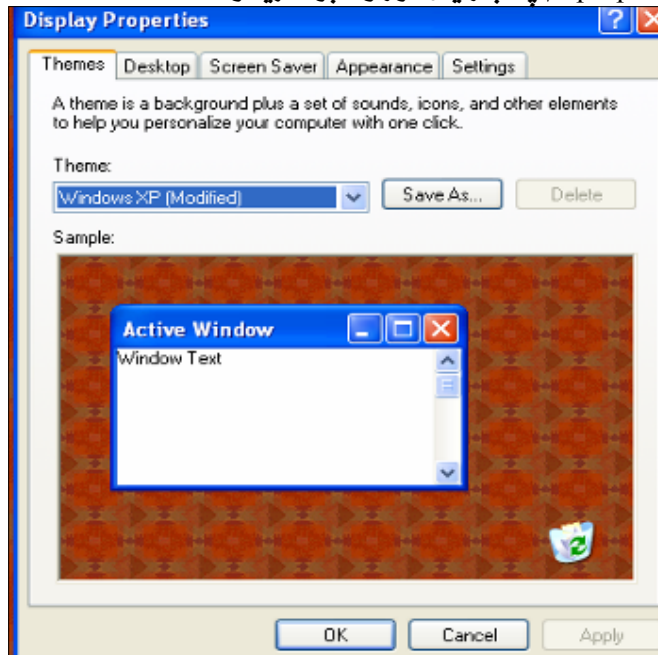 Display Properties
Themes Desktop Screen Saver Appearance Settings
A theme is a background plus a set of sounds, icons, and other elements
to help you personalize your computer with one click.
Theme:
Windows XP (Modified) Save As... Delete
Sample:
Active Window
Window Text
OK Cancel Apply